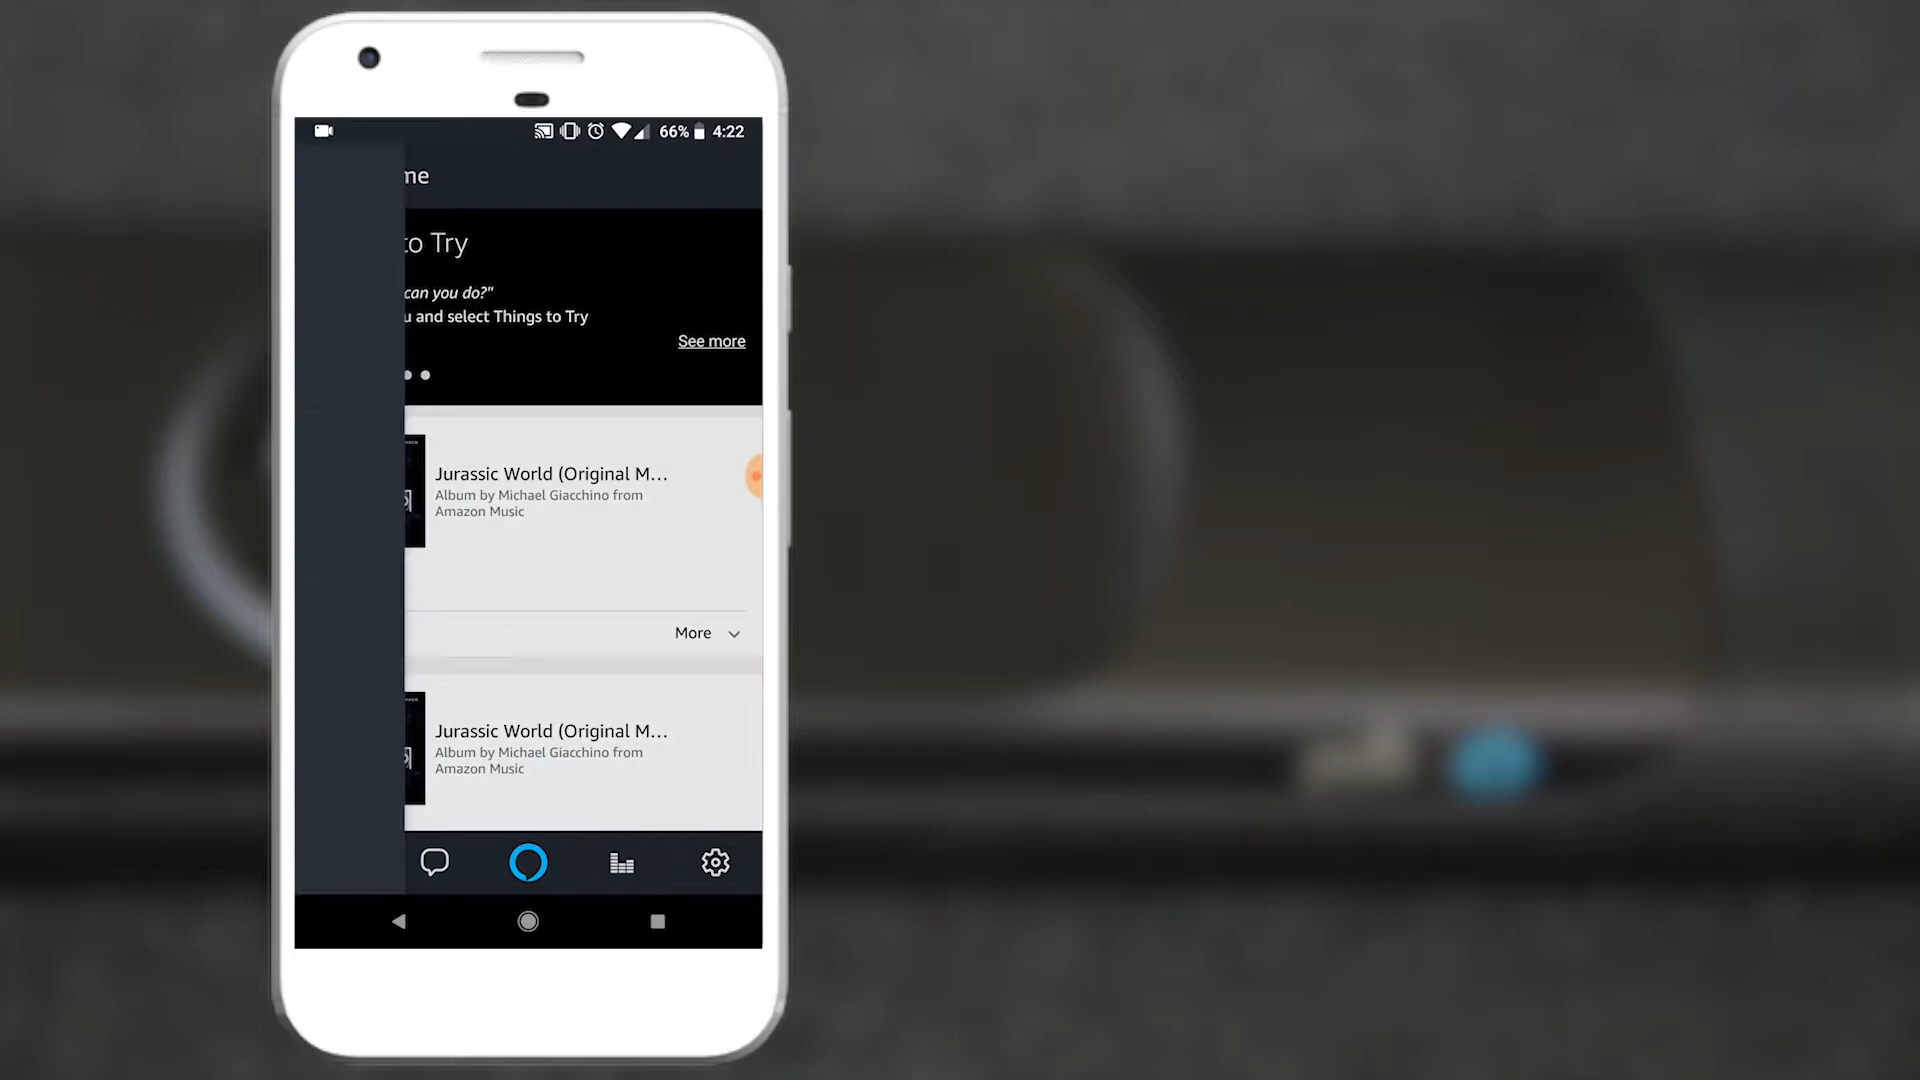 66% 4:22
me
to Try
can you do?"
u and select Things to Try
See more
Jurassic World (Original M...
Album by Michael Giacchino from
Amazon Music
More
Jurassic World (Original M...
Album by Michael Giacchino from
Amazon Music